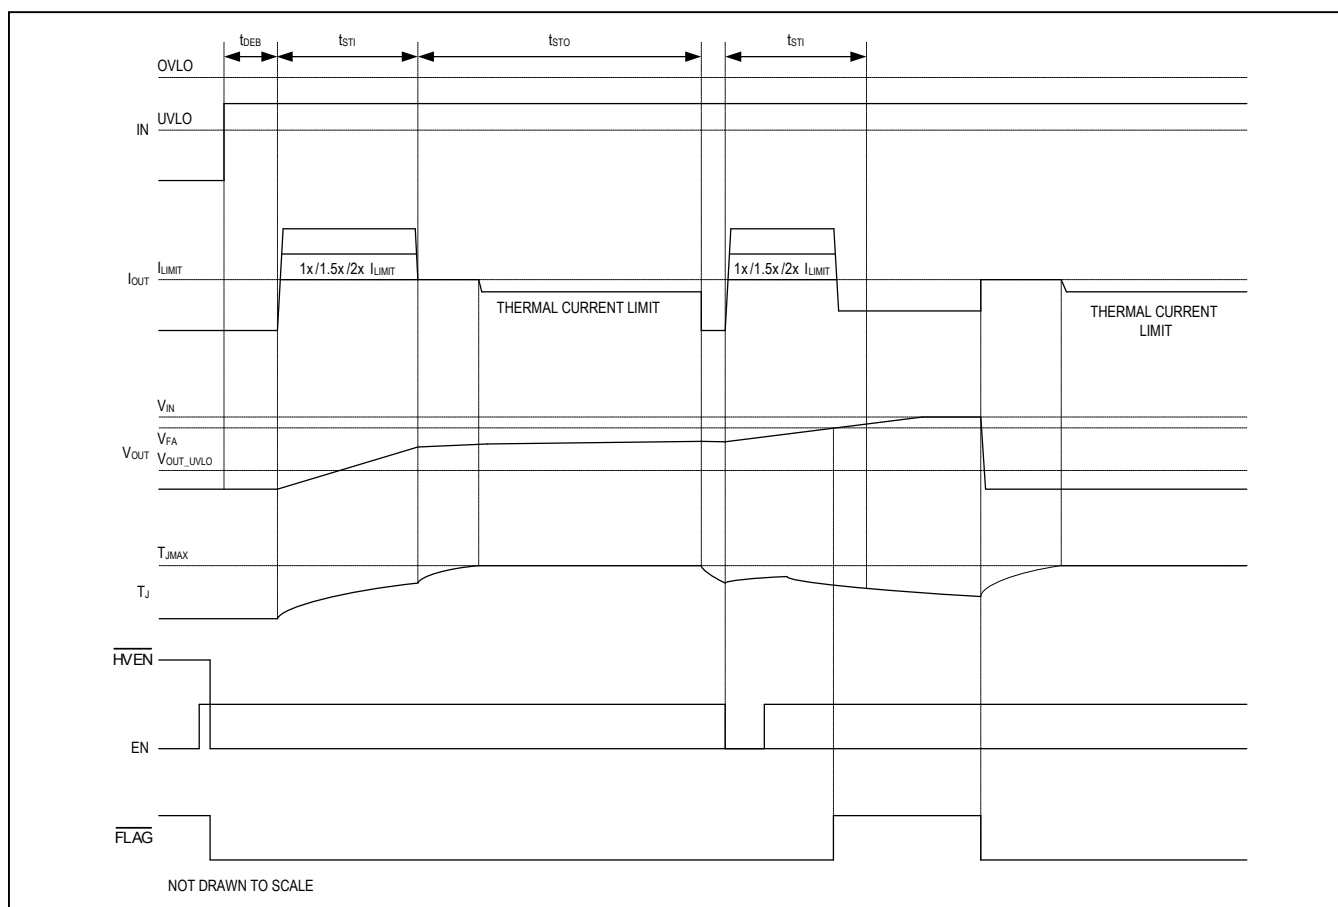 tDEB tSTI tSTO tSTI
OVLO
UVLO
IN
ILIMIT
1x/1.5x/2x ILIMIT 1x/1.5x/2x ILIMIT
IOUT
THERMAL CURRENT LIMIT
THERMAL CURRENT
LIMIT
VIN
VFA
VOUT
VOUT_UVLO
TJMAX
TJ
HVEN
EN
FLAG
NOT DRAWN TO SCALE